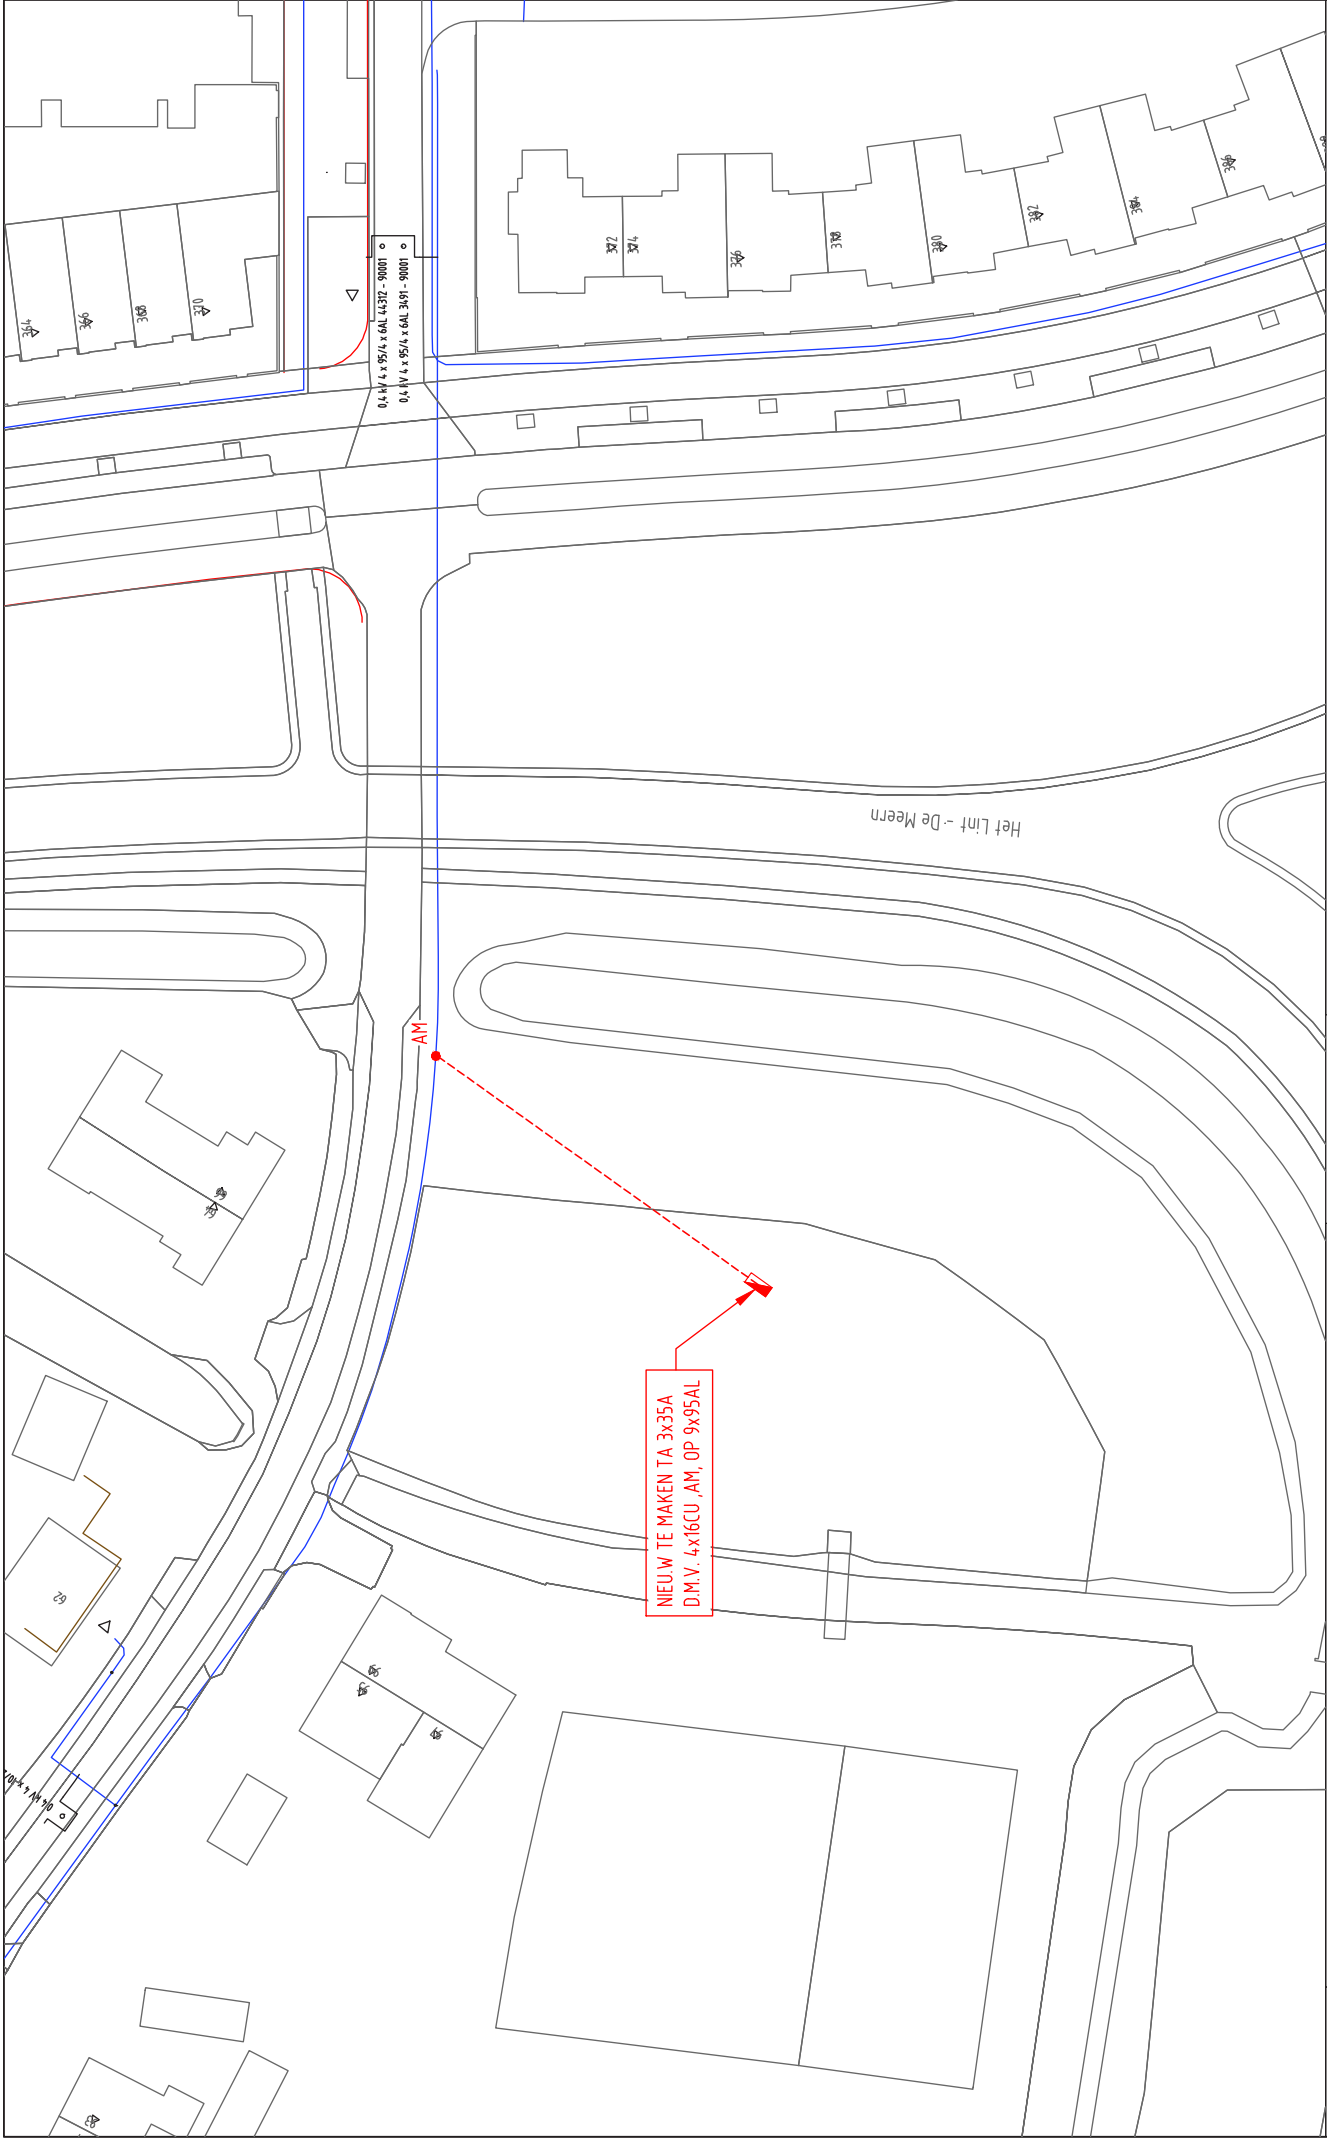 364
366
368
370
0,4 kV 4 x 95/4 x 6AL 44312 - 90001
0,4 kV 4 x 95/4 x 6AL 3491 - 90001
372
374
376
378
380
382
384
386
Het Lint - De Meern
AM
NIEUW TE MAKEN TA 3x35A
D.M.V. 4x16CU ,AM, OP 9x95AL
62
83